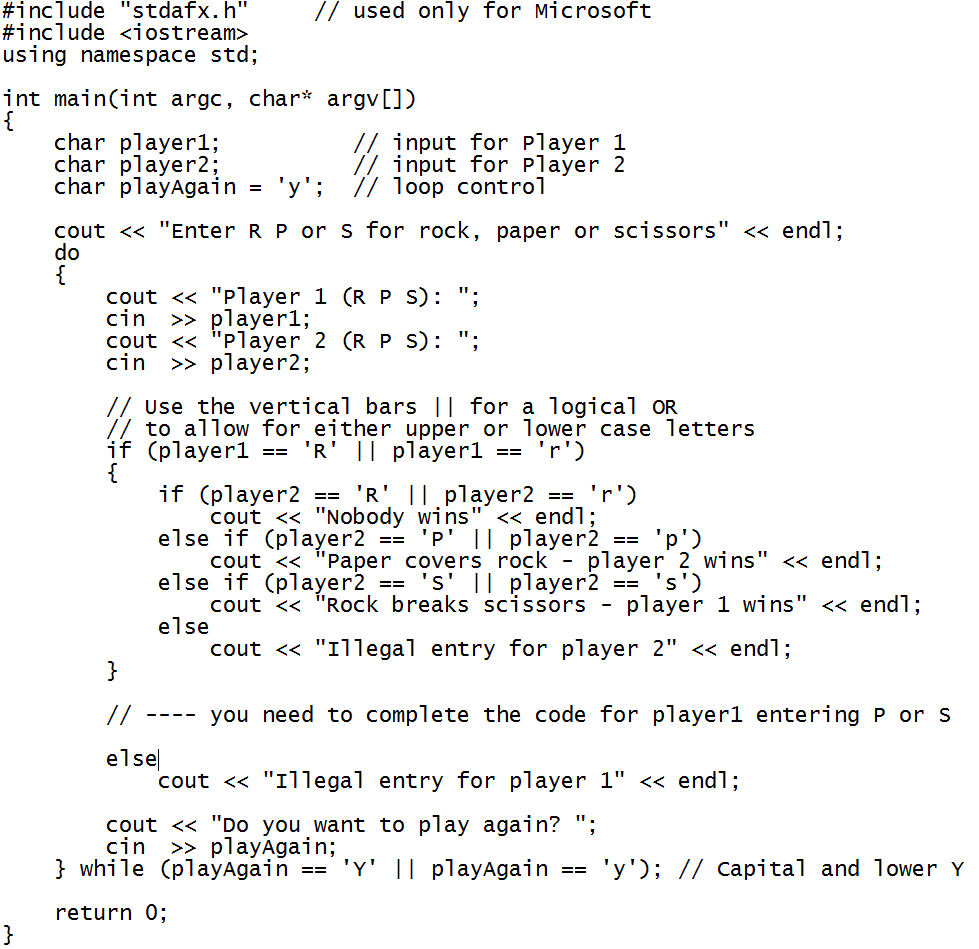 #include "stdafx.h"     // used only for Microsoft
#include <iostream>
using namespace std;

int main(int argc, char* argv[])
{
    char player1;          // input for Player 1
    char player2;          // input for Player 2
    char playAgain = 'y';  // loop control

    cout << "Enter R P or S for rock, paper or scissors" << endl;
    do
    {
        cout << "Player 1 (R P S): ";
        cin  >> player1;
        cout << "Player 2 (R P S): ";
        cin  >> player2;

        // Use the vertical bars || for a logical OR
        // to allow for either upper or lower case letters
        if (player1 == 'R' || player1 == 'r')
        {
            if (player2 == 'R' || player2 == 'r')
                cout << "Nobody wins" << endl;
            else if (player2 == 'P' || player2 == 'p')
                cout << "Paper covers rock - player 2 wins" << endl;
            else if (player2 == 'S' || player2 == 's')
                cout << "Rock breaks scissors - player 1 wins" << endl;
            else
                cout << "Illegal entry for player 2" << endl;
        }

        // ---- you need to complete the code for player1 entering P or S

        else
            cout << "Illegal entry for player 1" << endl;

        cout << "Do you want to play again? ";
        cin  >> playAgain;
    } while (playAgain == 'Y' || playAgain == 'y'); // Capital and lower Y

    return 0;
}